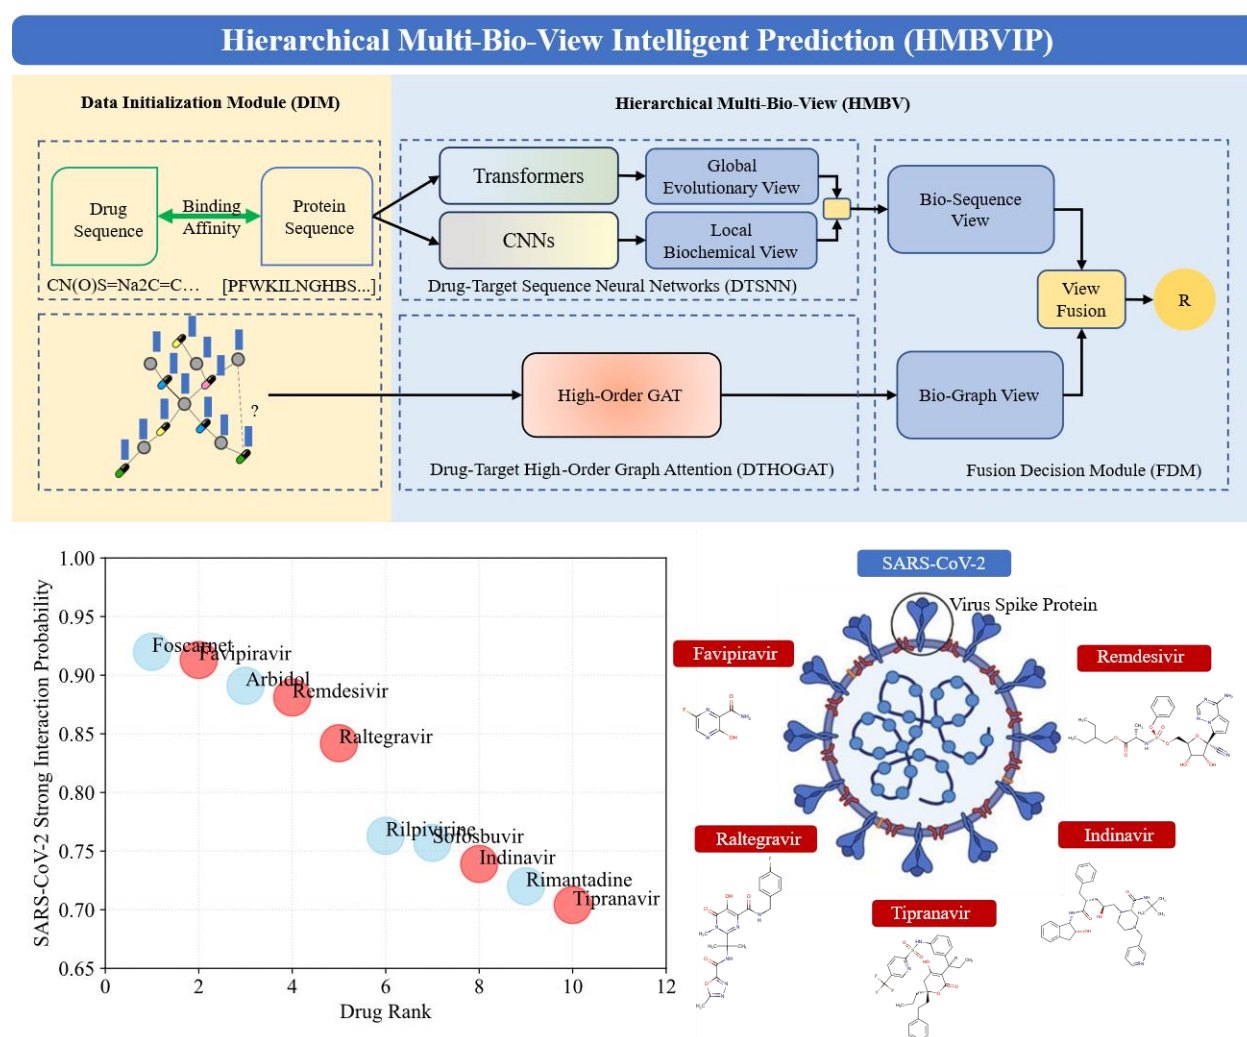 Hierarchical Multi-Bio-View Intelligent Prediction (HMBVIP)
Data Initialization Module (DIM)
Hierarchical Multi-Bio-View (HMBV)
Drug
Sequence
Binding
Affinity
Protein
Sequence
CN(O)S=Na2C=C...
[PFWKILNGHBS...]
Transformers
Global
Evolutionary View
CNNs
Local
Biochemical View
Drug-Target Sequence Neural Networks (DTSNN)
Bio-Sequence
View
View
Fusion
R
?
High-Order GAT
Bio-Graph View
Drug-Target High-Order Graph Attention (DTHOGAT)
Fusion Decision Module (FDM)
SARS-CoV-2 Strong Interaction Probability
1.00
0.95
0.90
0.85
0.80
0.75
0.70
0.65
Foscarnet
Favipiravir
Arbidol
Remdesivir
Raltegravir
Rilpivirine
Sofosbuvir
Indinavir
Rimantadine
Tipranavir
0
2
4
6
8
10
12
Drug Rank
SARS-CoV-2
Virus Spike Protein
Favipiravir
Remdesivir
Raltegravir
Indinavir
Tipranavir